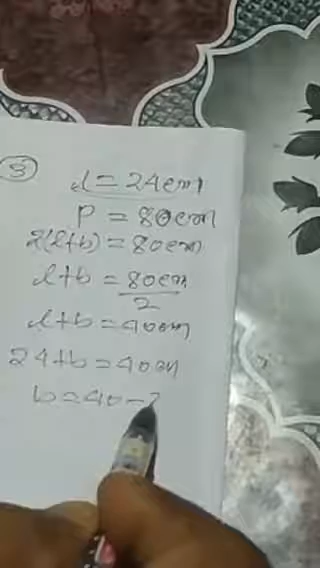 3
l = 24cm
P = 80cm
2(l+b) = 80cm
l+b = 80cm/2
l+b = 40cm
24+b = 40cm
b = 40 -